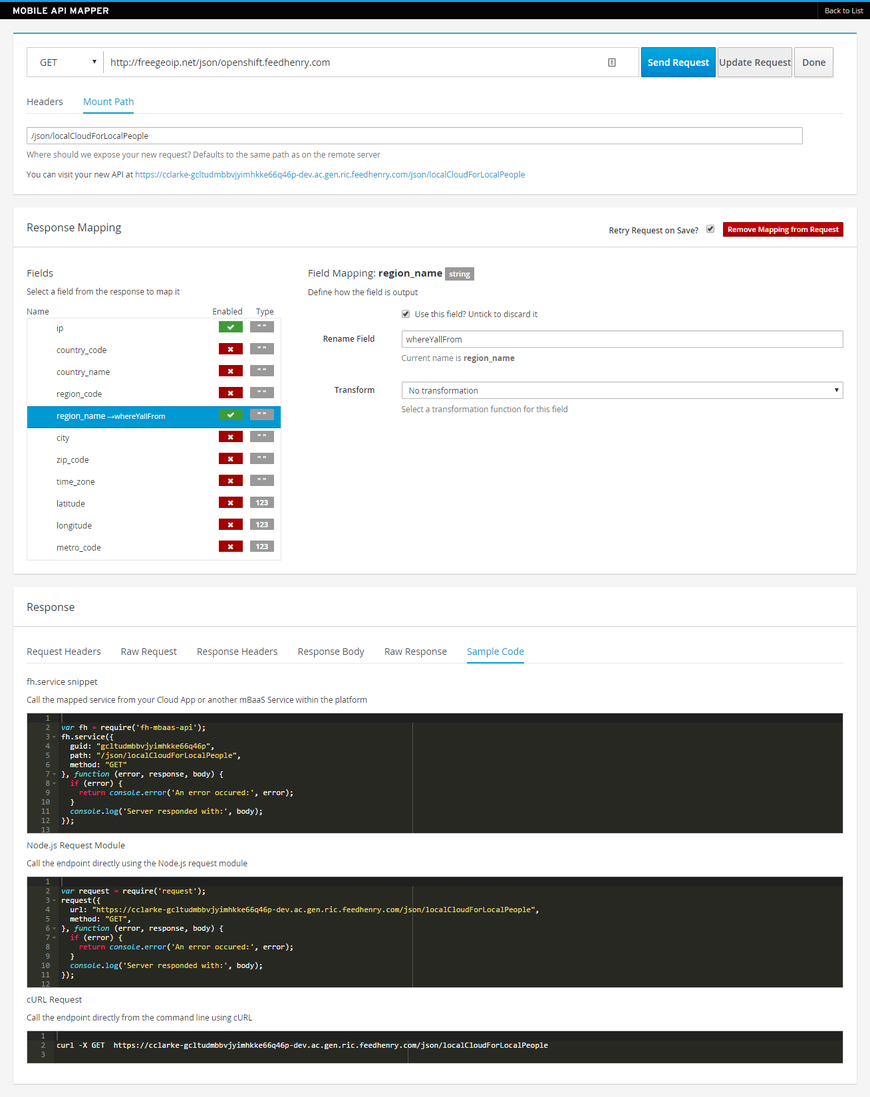 MOBILE API MAPPER Back to List
GET http://freegeoip.net/json/openshift.feedhenry.com Send Request Update Request Done
Headers Mount Path
/json/localCloudForLocalPeople
Where should we expose your new request? Defaults to the same path as on the remote server
You can visit your new API at https://cclarke-gcltudmbbvjyimhkke66q46p-dev.ac.gen.ric.feedhenry.com/json/localCloudForLocalPeople
Response Mapping Retry Request on Save? Remove Mapping from Request
Fields
Select a field from the response to map it
Name Enabled Type
ip " "
country_code " "
country_name " "
region_code " "
region_name →whereYallFrom " "
city " "
zip_code " "
time_zone " "
latitude 123
longitude 123
metro_code 123
Field Mapping: region_name string
Define how the field is output
Use this field? Untick to discard it
Rename Field whereYallFrom
Current name is region_name
Transform No transformation
Select a transformation function for this field
Response
Request Headers Raw Request Response Headers Response Body Raw Response Sample Code
fh.service snippet
Call the mapped service from your Cloud App or another mBaaS Service within the platform
1
2 var fh = require('fh-mbaas-api');
3 fh.service({
4 guid: "gcltudmbbvjyimhkke66q46p",
5 path: "/json/localCloudForLocalPeople",
6 method: "GET"
7 }, function (error, response, body) {
8 if (error) {
9 return console.error('An error occured:', error);
10 }
11 console.log('Server responded with:', body);
12 });
13
Node.js Request Module
Call the endpoint directly using the Node.js request module
1
2 var request = require('request');
3 request({
4 url: "https://cclarke-gcltudmbbvjyimhkke66q46p-dev.ac.gen.ric.feedhenry.com/json/localCloudForLocalPeople",
5 method: "GET",
6 }, function (error, response, body) {
7 if (error) {
8 return console.error('An error occured:', error);
9 }
10 console.log('Server responded with:', body);
11 });
12
cURL Request
Call the endpoint directly from the command line using cURL
1
2 curl -X GET https://cclarke-gcltudmbbvjyimhkke66q46p-dev.ac.gen.ric.feedhenry.com/json/localCloudForLocalPeople
3